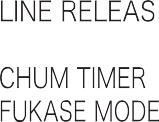 LINE RELEAS
CHUM TIMER
FUKASE MODE